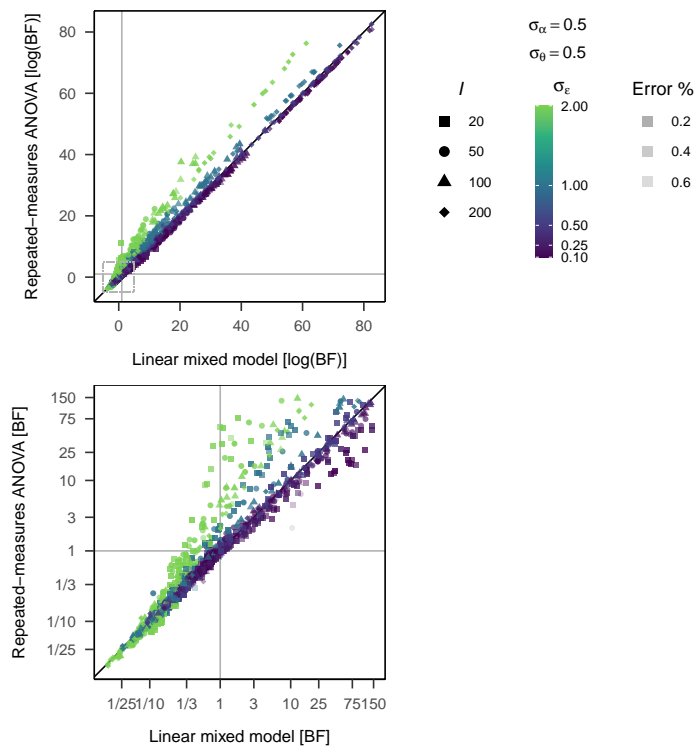 80
60
40
20
0
Repeated−measures ANOVA [log(BF)]
0 20 40 60 80
Linear mixed model [log(BF)]
σα = 0.5
σθ = 0.5
I
20
50
100
200
σε
2.00
1.00
0.50
0.25
0.10
Error %
0.2
0.4
0.6
150
75
25
10
3
1
1/3
1/10
1/25
Repeated−measures ANOVA [BF]
1/25 1/10 1/3 1 3 10 25 75 150
Linear mixed model [BF]